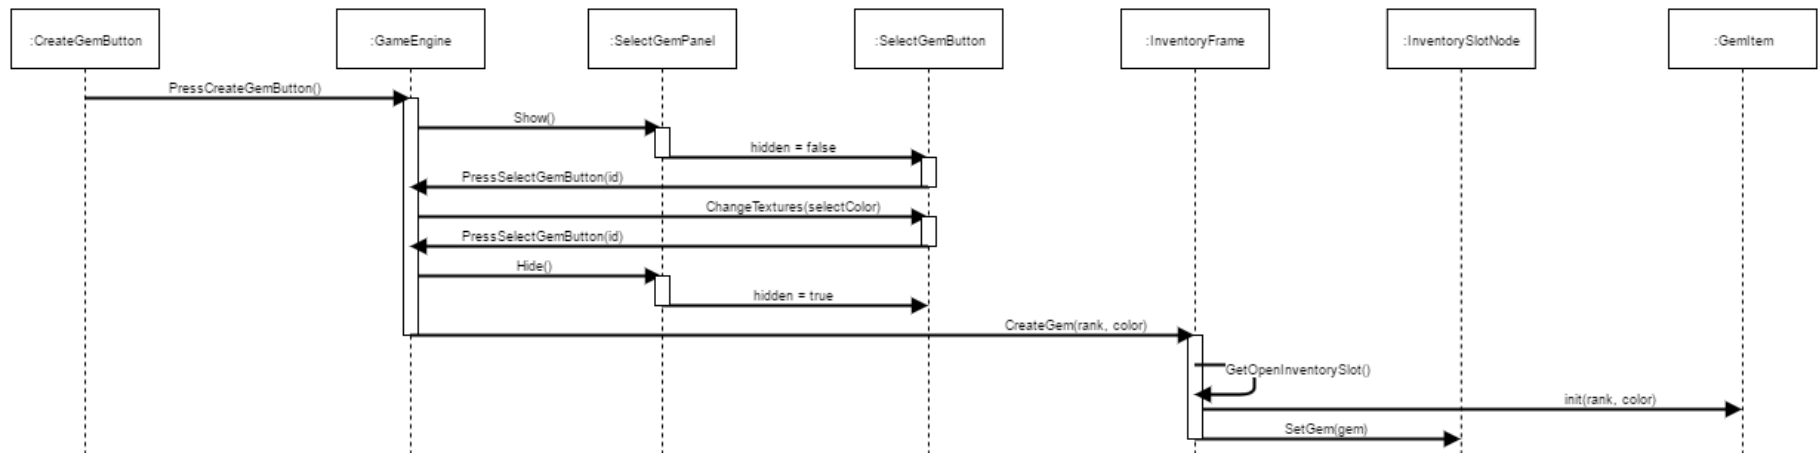 :CreateGemButton
:GameEngine
:SelectGemPanel
:SelectGemButton
:InventoryFrame
:InventorySlotNode
:GemItem
PressCreateGemButton()
Show()
hidden = false
PressSelectGemButton(id)
ChangeTextures(selectColor)
PressSelectGemButton(id)
Hide()
hidden = true
CreateGem(rank, color)
GetOpenInventorySlot()
init(rank, color)
SetGem(gem)